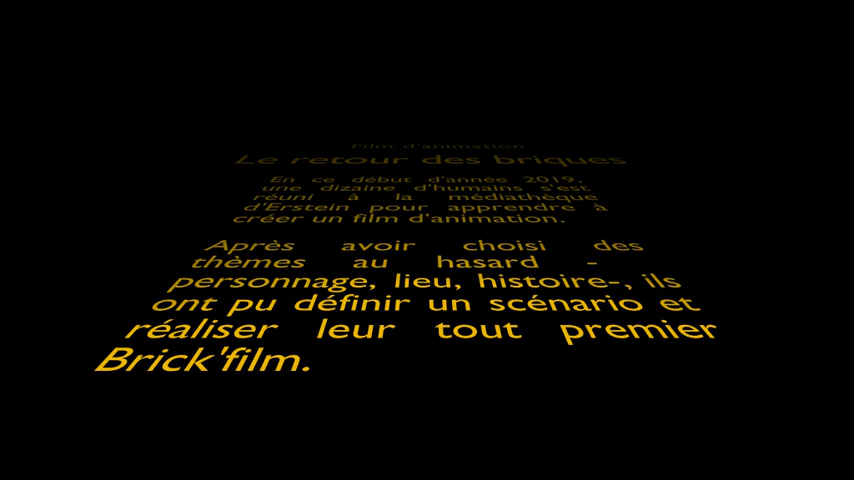 Film d'animation
Le retour des briques
En ce début d'année 2019,
une dizaine d'humains s'est
réuni à la médiathèque
d'Erstein pour apprendre à
créer un film d'animation.
Après avoir choisi des
thèmes au hasard -
personnage, lieu, histoire-, ils
ont pu définir un scénario et
réaliser leur tout premier
Brick'film.